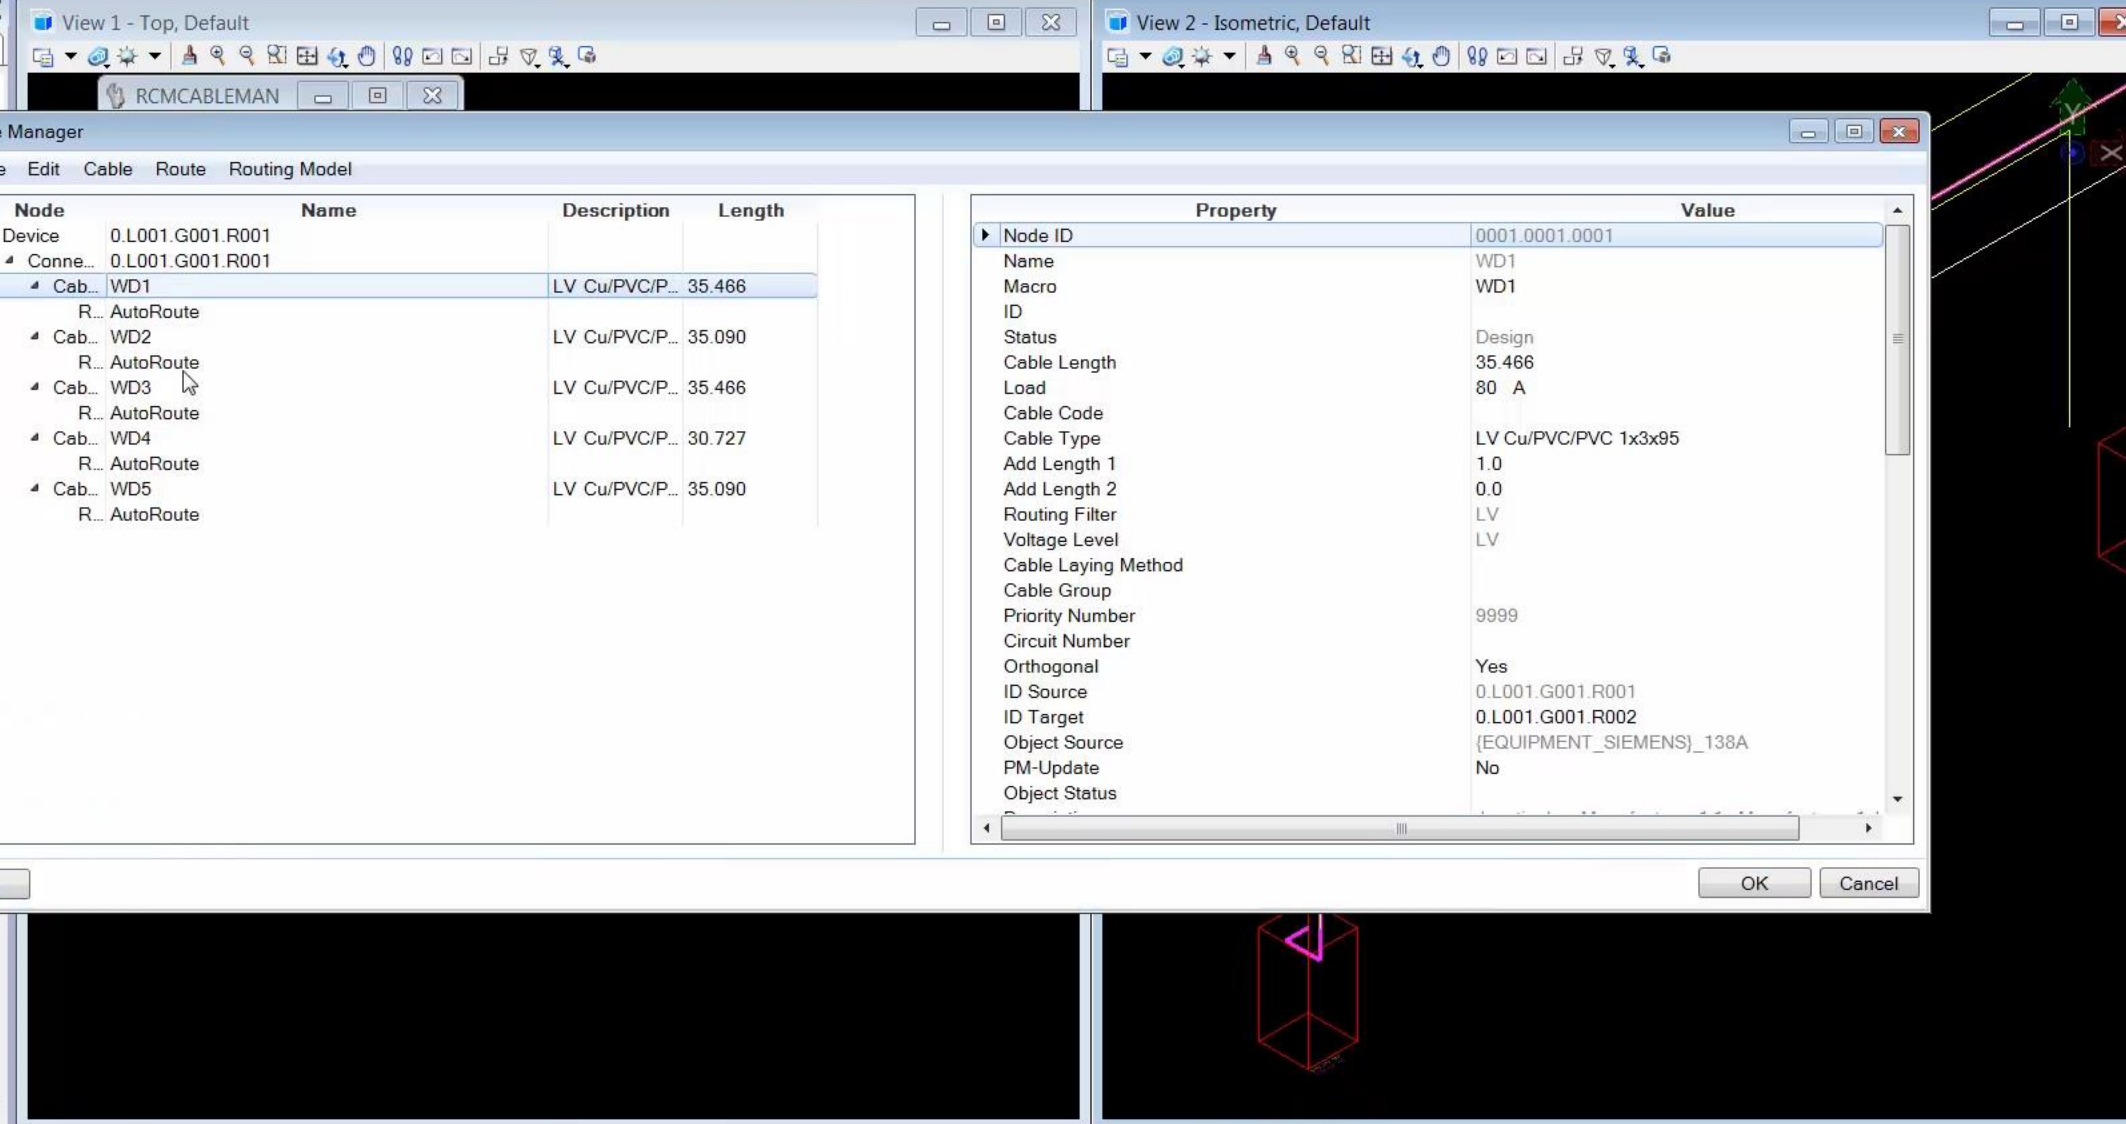 View 1 - Top, Default
View 2 - Isometric, Default
RCMCABLEMAN
Manager
Edit Cable Route Routing Model
Node Name Description Length
Device 0.L001.G001.R001
Conne... 0.L001.G001.R001
Cab... WD1 LV Cu/PVC/P... 35.466
R... AutoRoute
Cab... WD2 LV Cu/PVC/P... 35.090
R... AutoRoute
Cab... WD3 LV Cu/PVC/P... 35.466
R... AutoRoute
Cab... WD4 LV Cu/PVC/P... 30.727
R... AutoRoute
Cab... WD5 LV Cu/PVC/P... 35.090
R... AutoRoute
Property Value
Node ID 0001.0001.0001
Name WD1
Macro WD1
ID
Status Design
Cable Length 35.466
Load 80 A
Cable Code
Cable Type LV Cu/PVC/PVC 1x3x95
Add Length 1 1.0
Add Length 2 0.0
Routing Filter LV
Voltage Level LV
Cable Laying Method
Cable Group
Priority Number 9999
Circuit Number
Orthogonal Yes
ID Source 0.L001.G001.R001
ID Target 0.L001.G001.R002
Object Source {EQUIPMENT_SIEMENS}_138A
PM-Update No
Object Status
OK Cancel
Y